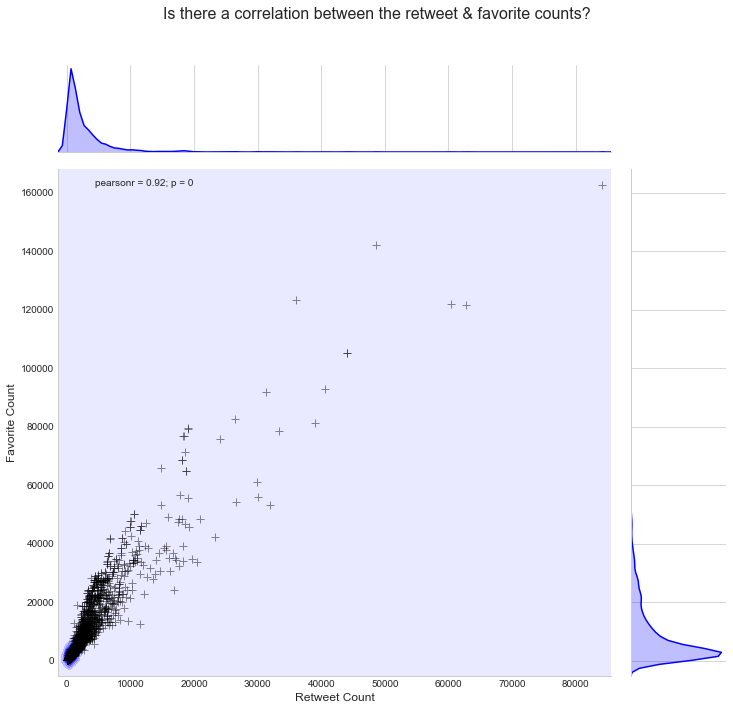 Is there a correlation between the retweet & favorite counts?
pearsonr = 0.92; p = 0
160000
140000
120000
100000
80000
60000
40000
20000
0
Favorite Count
0 10000 20000 30000 40000 50000 60000 70000 80000
Retweet Count